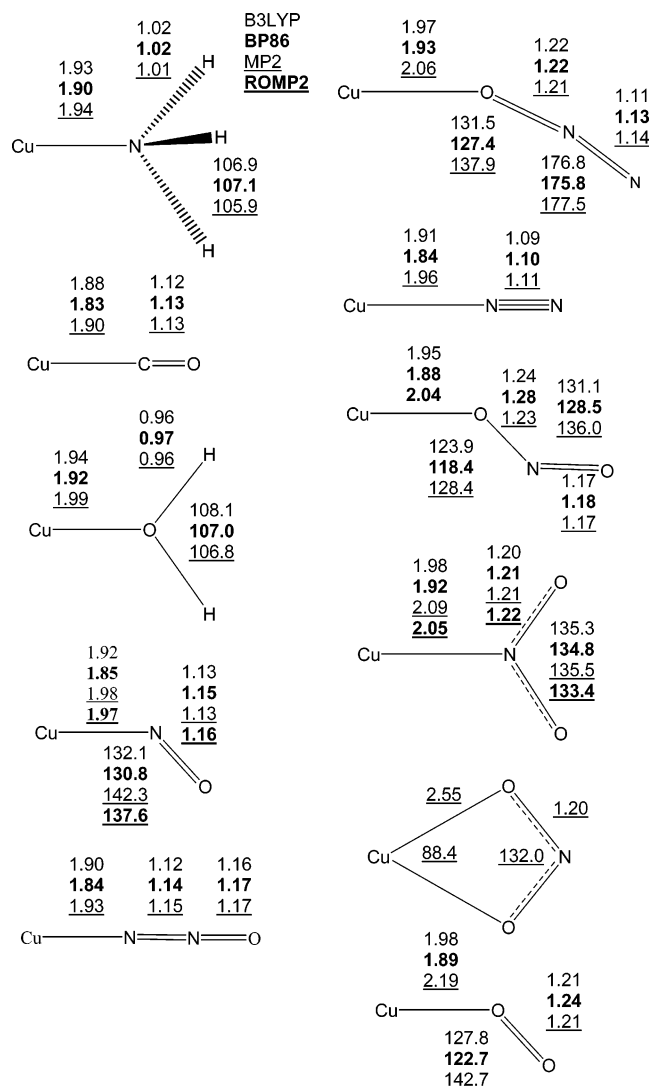 B3LYP
BP86
MP2
ROMP2
1.93
1.90
1.94
1.02
1.02
1.01
H
Cu
N
H
106.9
107.1
105.9
H
1.88
1.83
1.90
1.12
1.13
1.13
Cu
C
O
0.96
0.97
0.96
1.94
1.92
1.99
H
Cu
O
108.1
107.0
106.8
H
1.92
1.85
1.98
1.97
1.13
1.15
1.13
1.16
Cu
N
132.1
130.8
142.3
137.6
O
1.90
1.84
1.93
1.12
1.14
1.15
1.16
1.17
1.17
Cu
N
N
O
1.97
1.93
2.06
1.22
1.22
1.21
Cu
O
1.11
1.13
1.14
131.5
127.4
137.9
N
176.8
175.8
177.5
N
1.91
1.84
1.96
1.09
1.10
1.11
Cu
N
N
1.95
1.88
2.04
1.24
1.28
1.23
131.1
128.5
136.0
Cu
O
123.9
118.4
128.4
N
O
1.17
1.18
1.17
1.98
1.92
2.09
2.05
1.20
1.21
1.21
1.22
O
Cu
N
135.3
134.8
135.5
133.4
O
2.55
O
1.20
Cu
88.4
132.0
N
O
1.98
1.89
2.19
1.21
1.24
1.21
Cu
O
127.8
122.7
142.7
O